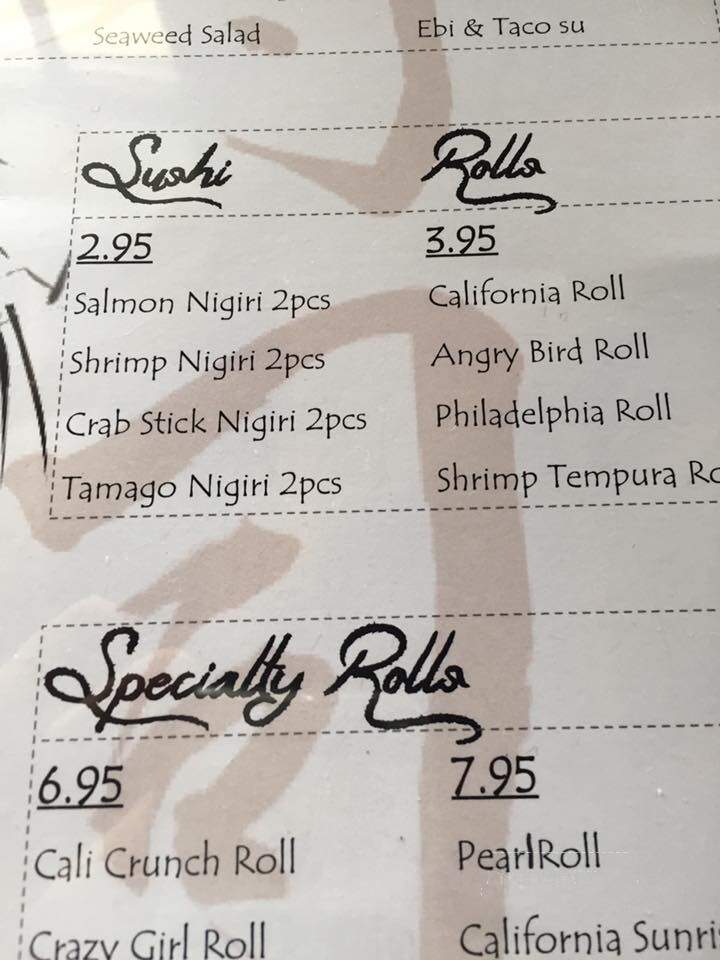 Seaweed Salad
Ebi & Taco su
Sushi
Rolls
2.95
3.95
Salmon Nigiri 2pcs
California Roll
Shrimp Nigiri 2pcs
Angry Bird Roll
Crab Stick Nigiri 2pcs
Philadelphia Roll
Tamago Nigiri 2pcs
Shrimp Tempura
Specialty Rolls
6.95
7.95
Cali Crunch Roll
PearlRoll
Crazy Girl Roll
California